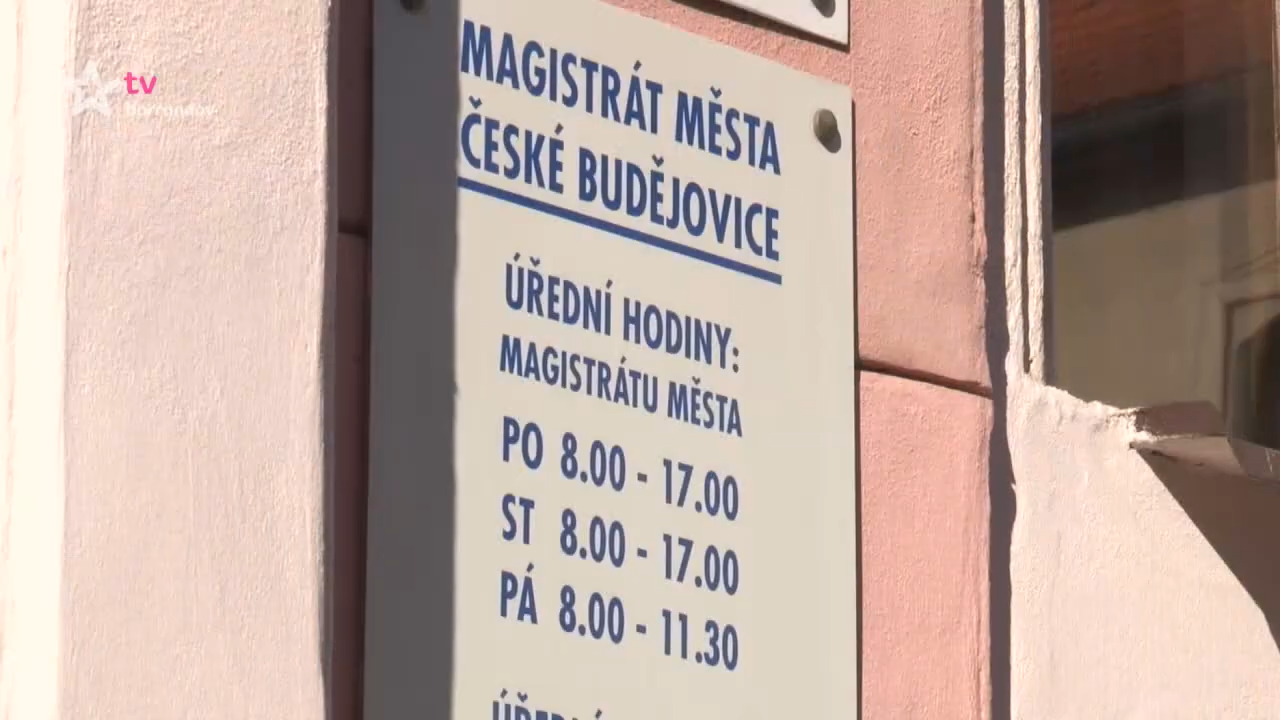 tv
Barrandov
MAGISTRÁT MĚSTA
ČESKÉ BUDĚJOVICE
ÚŘEDNÍ HODINY:
MAGISTRÁTU MĚSTA
PO 8.00 - 17.00
ST 8.00 - 17.00
PÁ 8.00 - 11.30